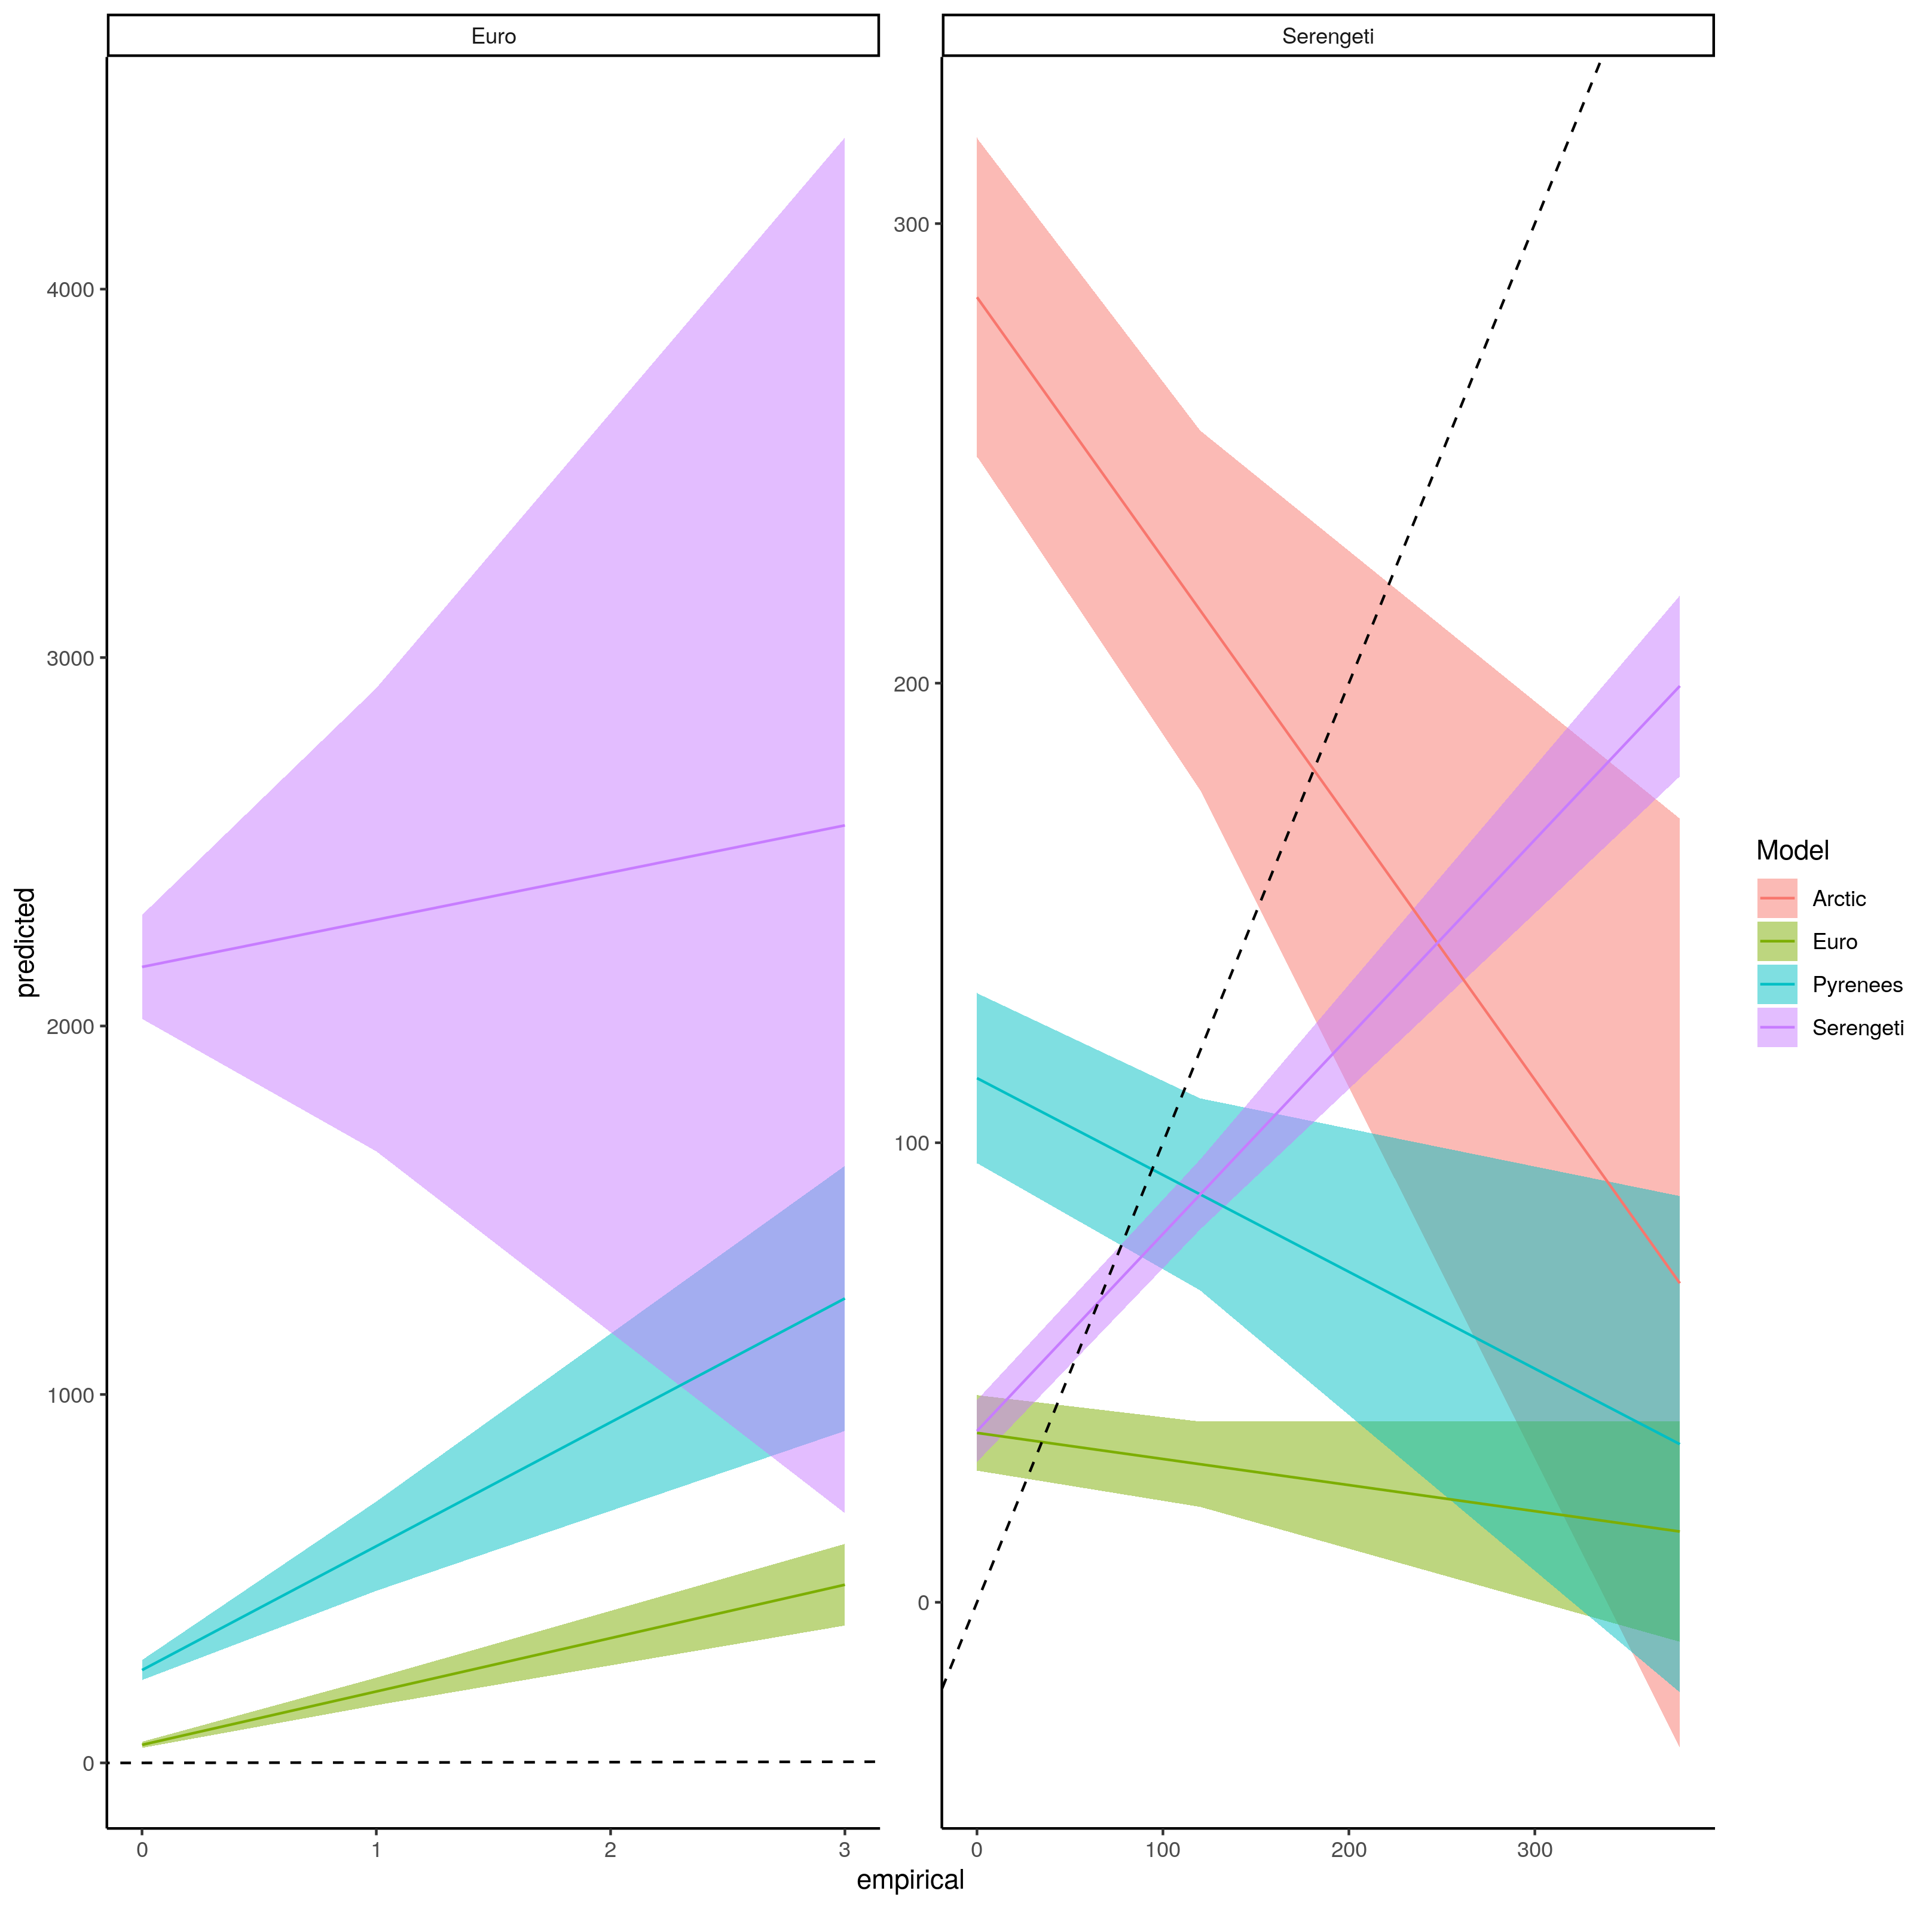 Euro
Serengeti
predicted
4000
3000
2000
1000
0
300
200
100
0
0 1 2 3
0 100 200 300
empirical
Model
Arctic
Euro
Pyrenees
Serengeti